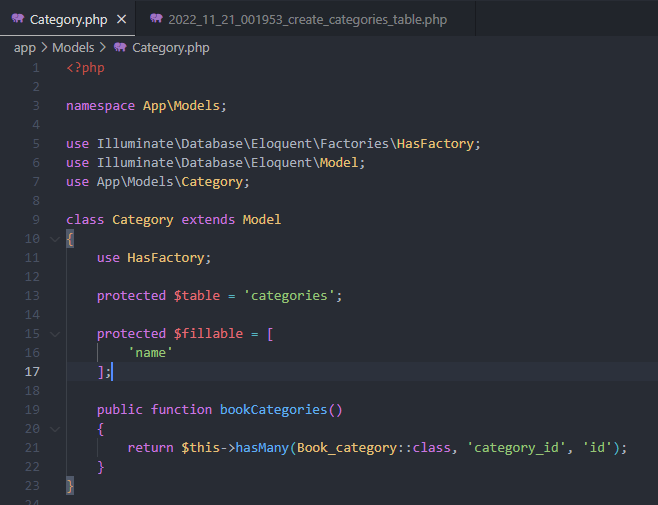 Category.php × 2022_11_21_001953_create_categories_table.php
app > Models > Category.php
1 <?php
2
3 namespace App\Models;
4
5 use Illuminate\Database\Eloquent\Factories\HasFactory;
6 use Illuminate\Database\Eloquent\Model;
7 use App\Models\Category;
8
9 class Category extends Model
10 {
11     use HasFactory;
12
13     protected $table = 'categories';
14
15     protected $fillable = [
16         'name'
17     ];
18
19     public function bookCategories()
20     {
21         return $this->hasMany(Book_category::class, 'category_id', 'id');
22     }
23 }
24